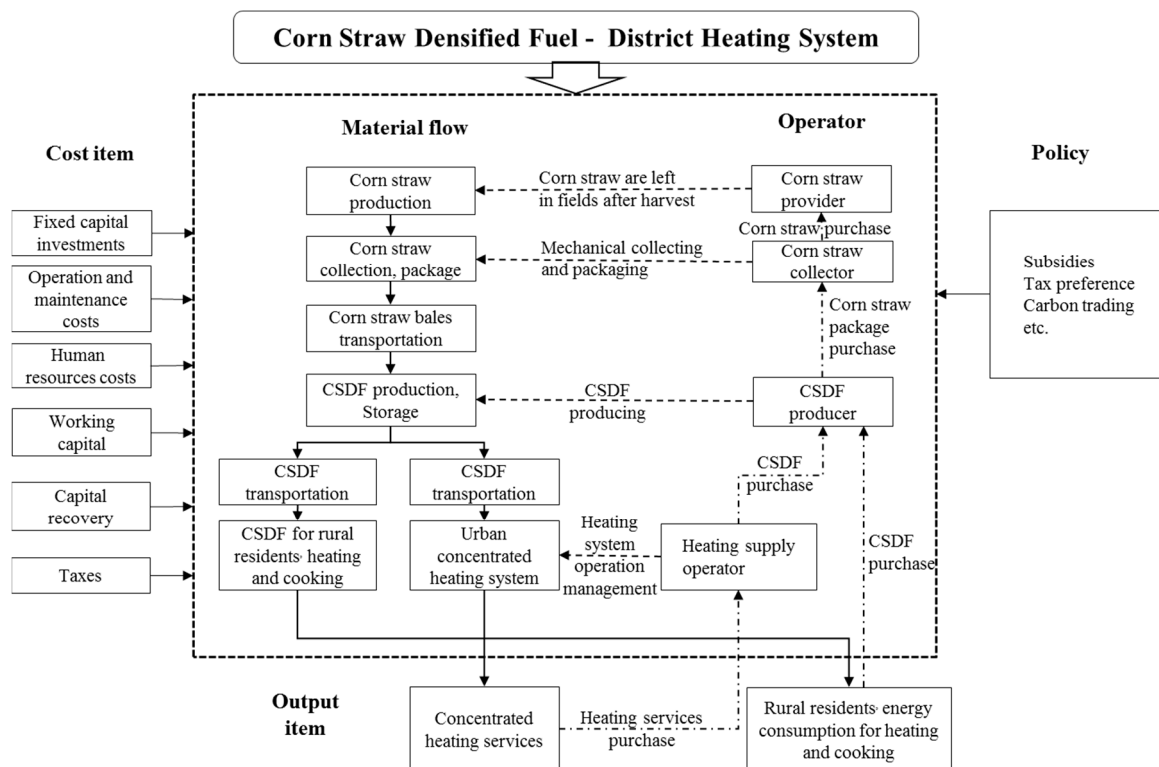 Corn Straw Densified Fuel - District Heating System
Cost item
Fixed capital
investments
Operation and
maintenance
costs
Human
resources costs
Working
capital
Capital
recovery
Taxes
Material flow
Operator
Corn straw
production
Corn straw are left
in fields after harvest
Corn straw
provider
Corn straw purchase
Corn straw
collection, package
Mechanical collecting
and packaging
Corn straw
collector
Corn straw bales
transportation
Corn straw
package
purchase
CSDF production,
Storage
CSDF
producing
CSDF
producer
CSDF
transportation
CSDF
transportation
CSDF
purchase
CSDF for rural
residents· heating
and cooking
Urban
concentrated
heating system
Heating
system
operation
management
Heating supply
operator
CSDF
purchase
Policy
Subsidies
Tax preference
Carbon trading
etc.
Output
item
Concentrated
heating services
Heating services
purchase
Rural residents· energy
consumption for heating
and cooking